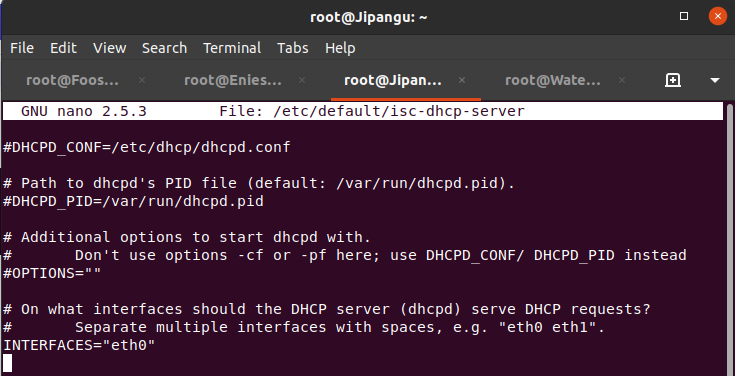 root@Jipangu: ~
File Edit View Search Terminal Tabs Help
root@Foos... × root@Enies... × root@Jipan... × root@Wate... ×
GNU nano 2.5.3 File: /etc/default/isc-dhcp-server
#DHCPD_CONF=/etc/dhcp/dhcpd.conf
# Path to dhcpd's PID file (default: /var/run/dhcpd.pid).
#DHCPD_PID=/var/run/dhcpd.pid
# Additional options to start dhcpd with.
# Don't use options -cf or -pf here; use DHCPD_CONF/ DHCPD_PID instead
#OPTIONS=""
# On what interfaces should the DHCP server (dhcpd) serve DHCP requests?
# Separate multiple interfaces with spaces, e.g. "eth0 eth1".
INTERFACES="eth0"